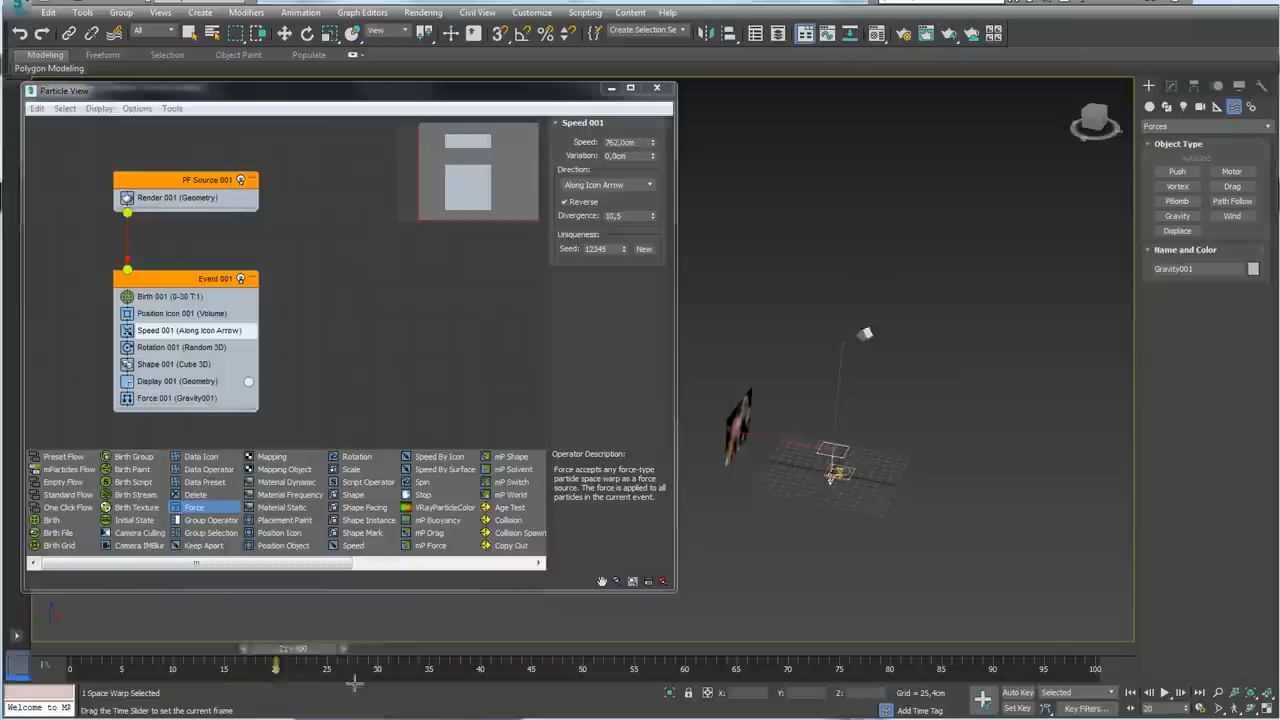 Edit Tools Group Views Create Modifiers Animation Graph Editors Rendering Civil View Customize Scripting Content Help
All View Create Selection Se
Modeling Freeform Selection Object Paint Populate
Polygon Modeling
Particle View
Edit Select Display Options Tools
PF Source 001
Render 001 (Geometry)
Event 001
Birth 001 (0-30 T:1)
Position Icon 001 (Volume)
Speed 001 (Along Icon Arrow)
Rotation 001 (Random 3D)
Shape 001 (Cube 3D)
Display 001 (Geometry)
Force 001 (Gravity001)
Speed 001
Speed: 762,0cm
Variation: 0,0cm
Direction:
Along Icon Arrow
Reverse
Divergence: 10,5
Uniqueness:
Seed: 12345 New
Preset Flow Birth Group Data Icon Mapping Rotation Speed By Icon mP Shape
mParticles Flow Birth Paint Data Operator Mapping Object Scale Speed By Surface mP Solvent
Empty Flow Birth Script Data Preset Material Dynamic Script Operator Spin mP Switch
Standard Flow Birth Stream Delete Material Frequency Shape Stop mP World
One Click Flow Birth Texture Force Material Static Shape Facing VRayParticleColor Age Test
Birth Initial State Group Operator Placement Paint Shape Instance mP Buoyancy Collision
Birth File Camera Culling Group Selection Position Icon Shape Mark mP Drag Collision Spawn
Birth Grid Camera IMBlur Keep Apart Position Object Speed mP Force Copy Out
Operator Description:
Force accepts any force-type
particle space warp as a force
source. The force is applied to all
particles in the current event.
Forces
Object Type
AutoGrid
Push Motor
Vortex Drag
PBomb Path Follow
Gravity Wind
Displace
Name and Color
Gravity001
0 5 10 15 20 25 30 35 40 45 50 55 60 65 70 75 80 85 90 95 100
1 Space Warp Selected X: Y: Z: Grid = 25,4cm Auto Key Selected
Welcome to MP Drag the Time Slider to set the current frame Add Time Tag Set Key Key Filters... 20